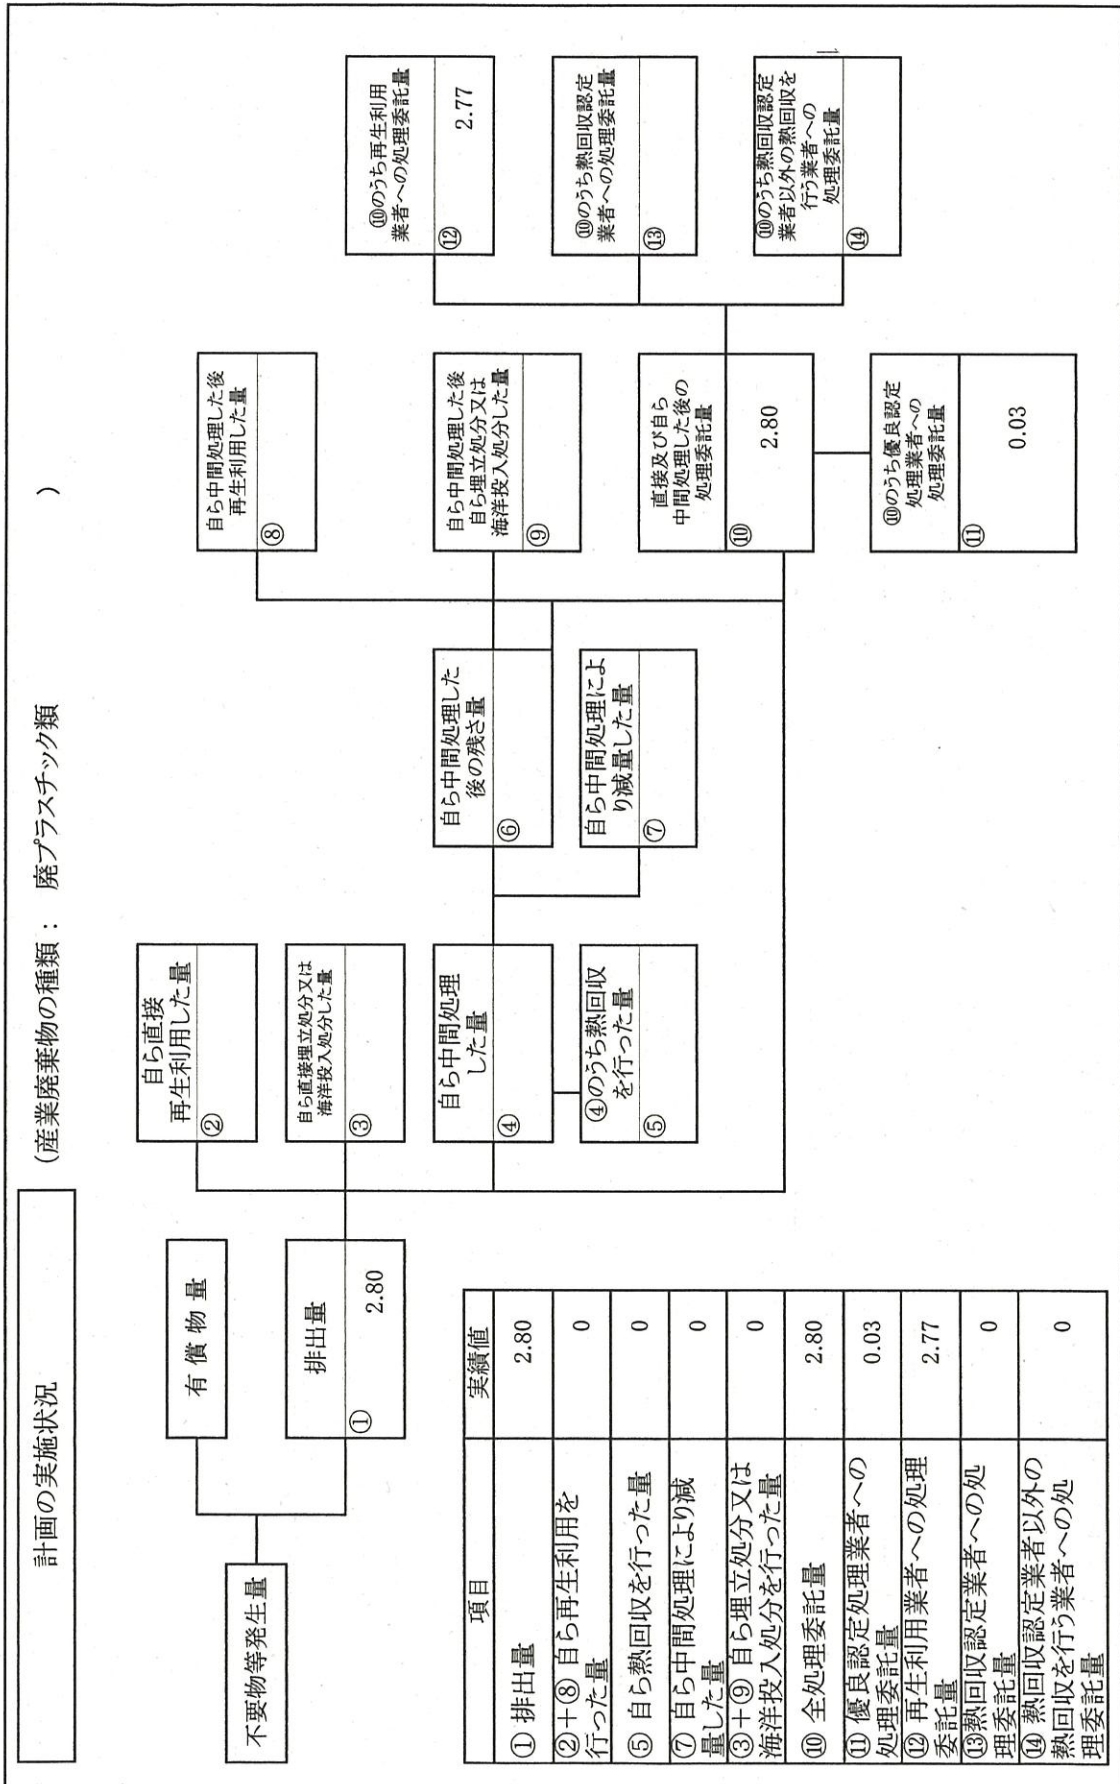 計画の実施状況
(産業廃棄物の種類: 廃プラスチック類 )
不要物等発生量
有償物量
排出量
①
2.80
自ら直接
再生利用した量
②
自ら直接埋立処分又は
海洋投入処分した量
③
自ら中間処理
した量
④
④のうち熱回収
を行った量
⑤
自ら中間処理した
後の残さ量
⑥
自ら中間処理によ
り減量した量
⑦
自ら中間処理した後
再生利用した量
⑧
自ら中間処理した後
自ら埋立処分又は
海洋投入処分した量
⑨
直接及び自ら
中間処理した後の
処理委託量
⑩
2.80
⑩のうち優良認定
処理業者への
処理委託量
⑪
0.03
⑩のうち再生利用
業者への処理委託量
⑫
2.77
⑩のうち熱回収認定
業者への処理委託量
⑬
⑩のうち熱回収認定
業者以外の熱回収を
行う業者への
処理委託量
⑭
項目 実績値
① 排出量 2.80
②+⑧ 自ら再生利用を
行った量 0
⑤ 自ら熱回収を行った量 0
⑦ 自ら中間処理により減
量した量 0
③+⑨ 自ら埋立処分又は
海洋投入処分を行った量 0
⑩ 全処理委託量 2.80
⑪ 優良認定処理業者への
処理委託量 0.03
⑫ 再生利用業者への処理
委託量 2.77
⑬熱回収認定業者への処
理委託量 0
⑭ 熱回収認定業者以外の
熱回収を行う業者への処
理委託量 0